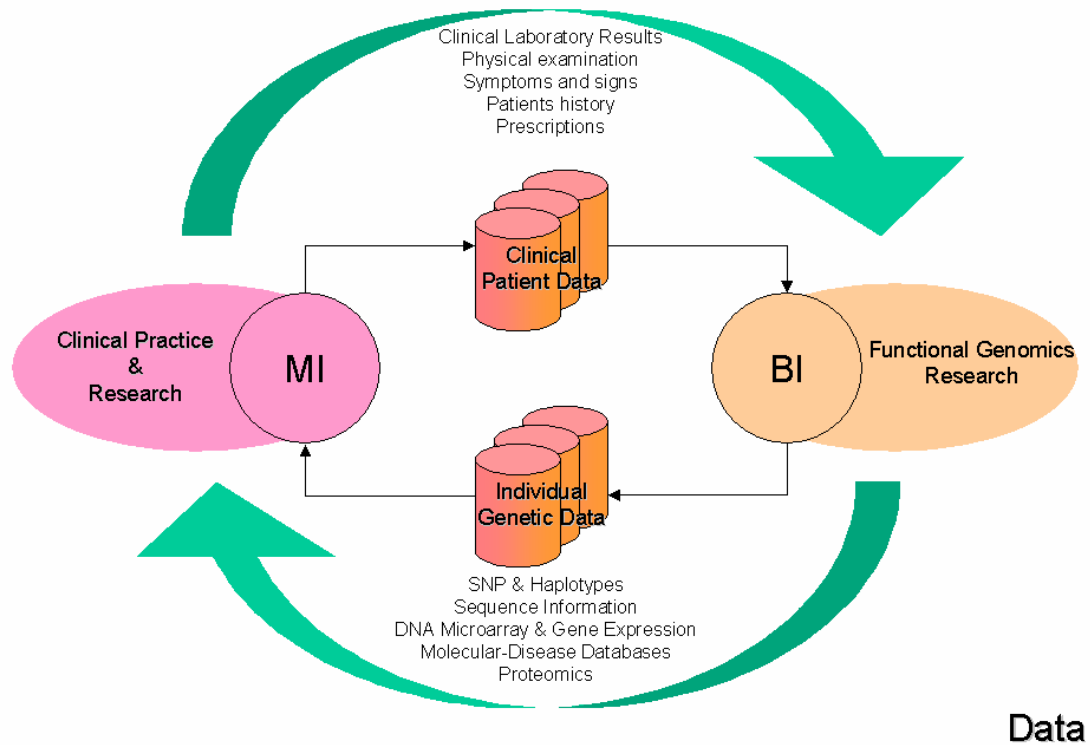 Clinical Laboratory Results
Physical examination
Symptoms and signs
Patients history
Prescriptions
Clinical
Patient Data
Clinical Practice
&
Research
MI
BI
Functional Genomics
Research
Individual
Genetic Data
SNP & Haplotypes
Sequence Information
DNA Microarray & Gene Expression
Molecular-Disease Databases
Proteomics
Data